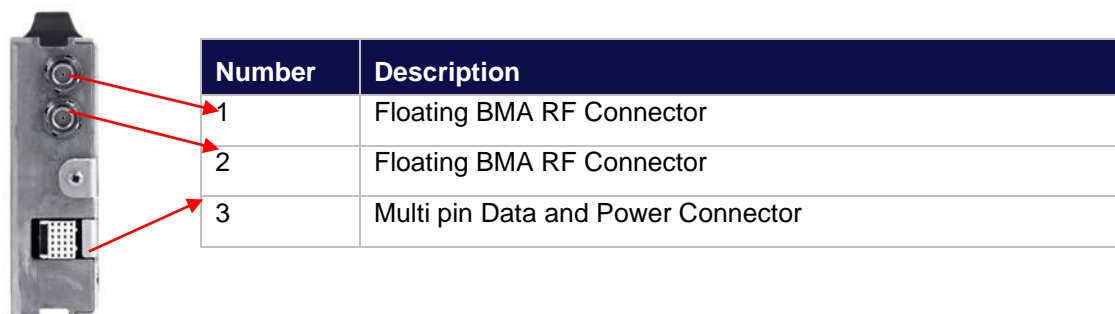 Number Description
1 Floating BMA RF Connector
2 Floating BMA RF Connector
3 Multi pin Data and Power Connector